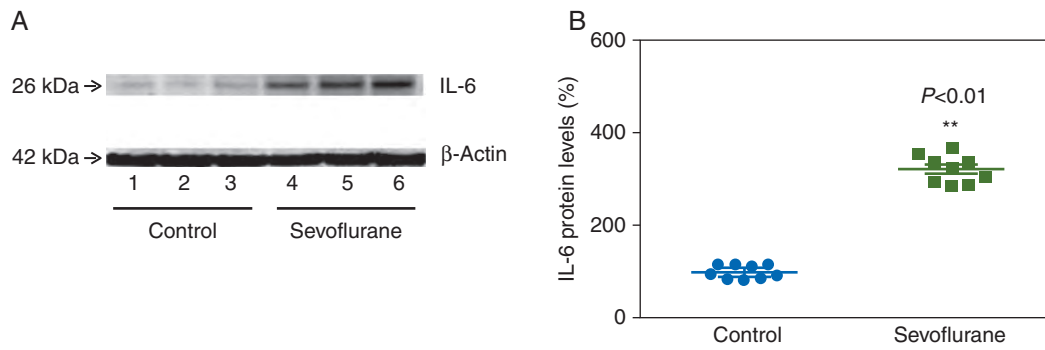 A
26 kDa → IL-6
42 kDa → β-Actin
1 2 3 4 5 6
Control Sevoflurane
B
IL-6 protein levels (%)
600
400
200
0
P<0.01
**
Control Sevoflurane